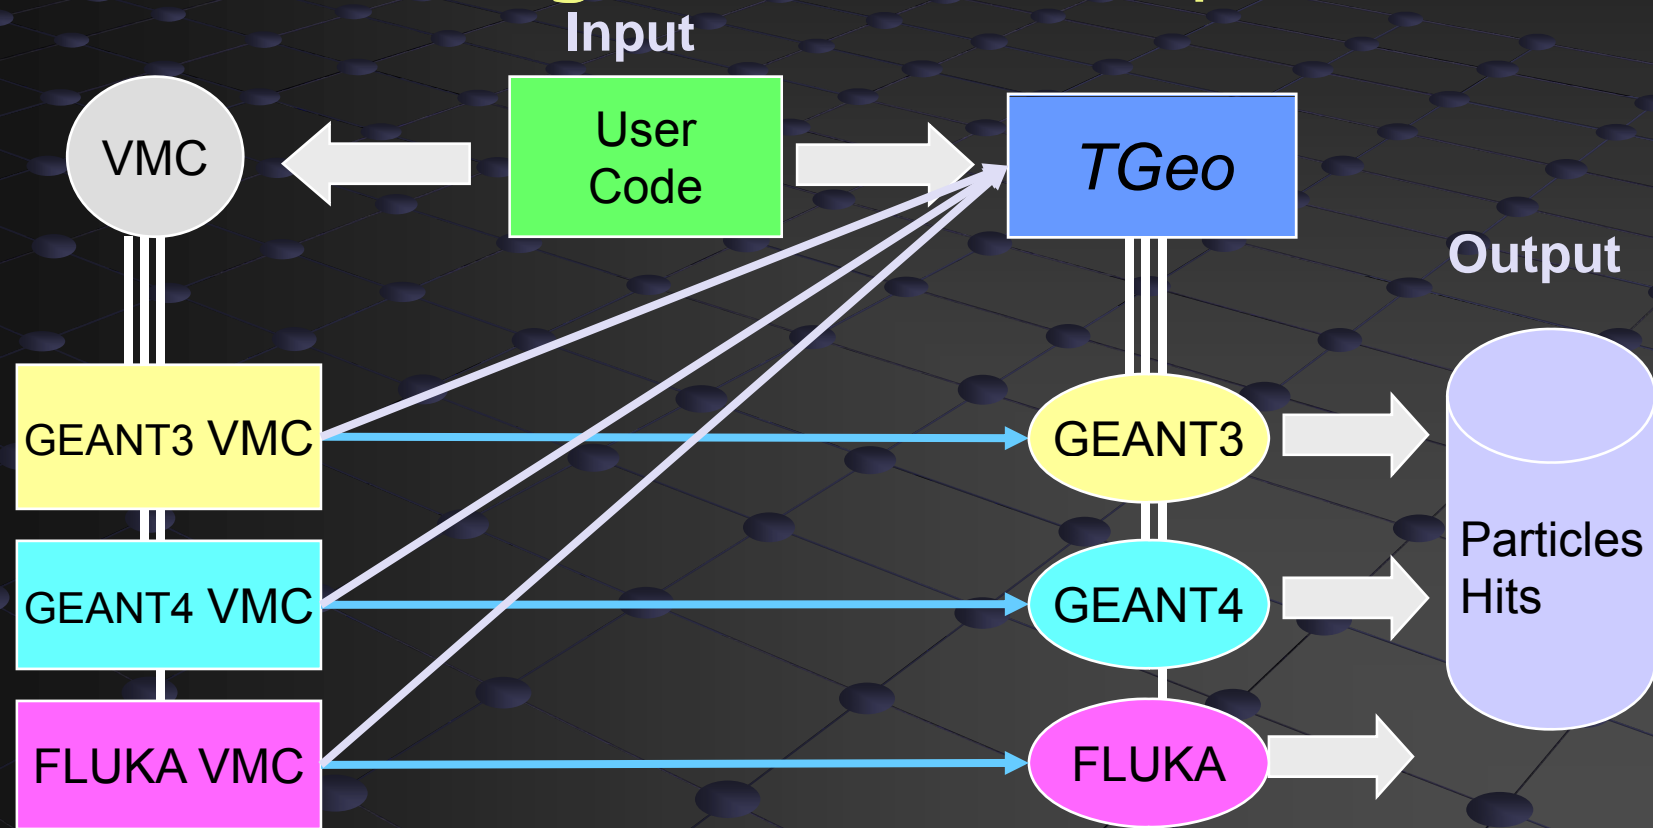 Input
VMC
User
Code
TGeo
Output
GEANT3 VMC
GEANT3
GEANT4 VMC
GEANT4
Particles
Hits
FLUKA VMC
FLUKA